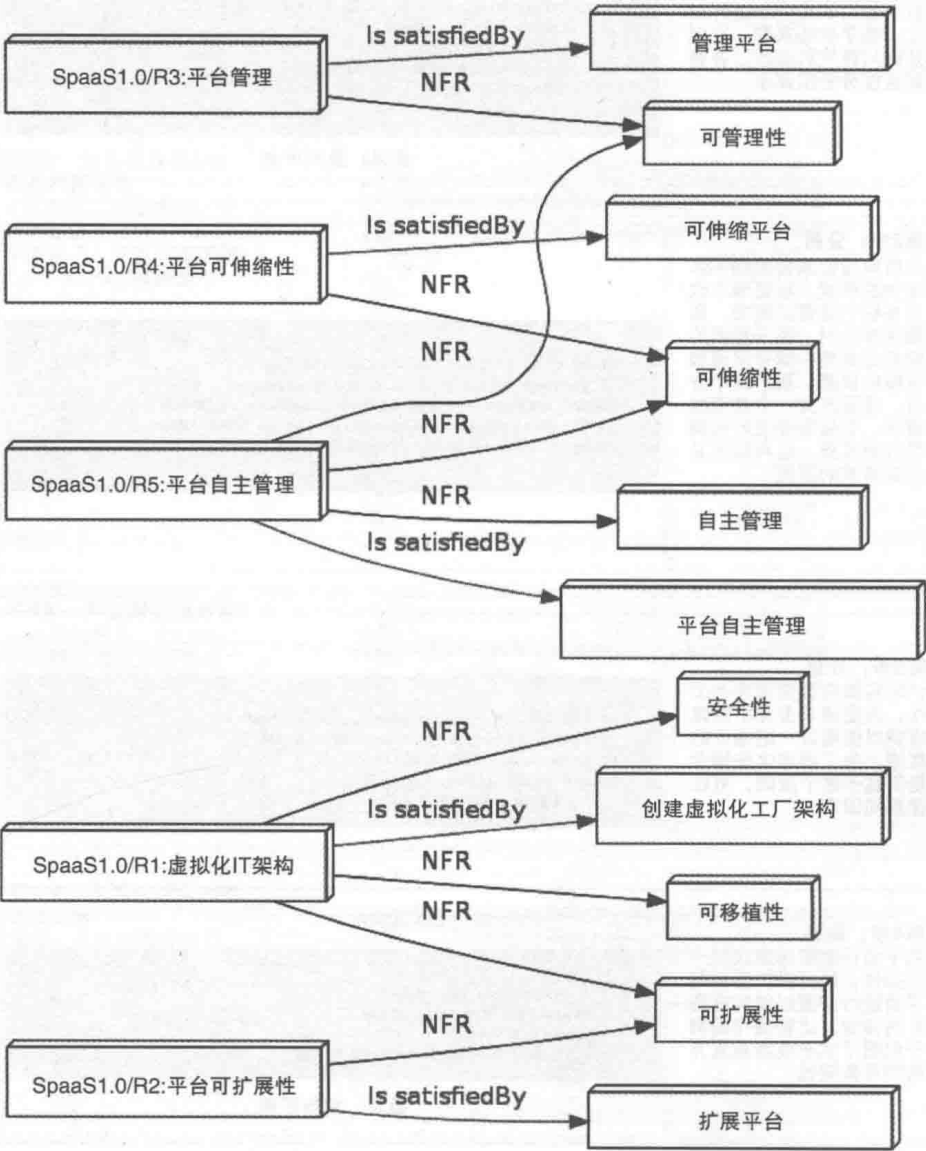 Is satisfiedBy
管理平台
SpaaS1.0/R3:平台管理
NFR
可管理性
Is satisfiedBy
可伸缩平台
SpaaS1.0/R4:平台可伸缩性
NFR
NFR
可伸缩性
NFR
SpaaS1.0/R5:平台自主管理
NFR
自主管理
Is satisfiedBy
平台自主管理
安全性
NFR
Is satisfiedBy
创建虚拟化工厂架构
SpaaS1.0/R1:虚拟化IT架构
NFR
可移植性
NFR
可扩展性
NFR
SpaaS1.0/R2:平台可扩展性
Is satisfiedBy
扩展平台